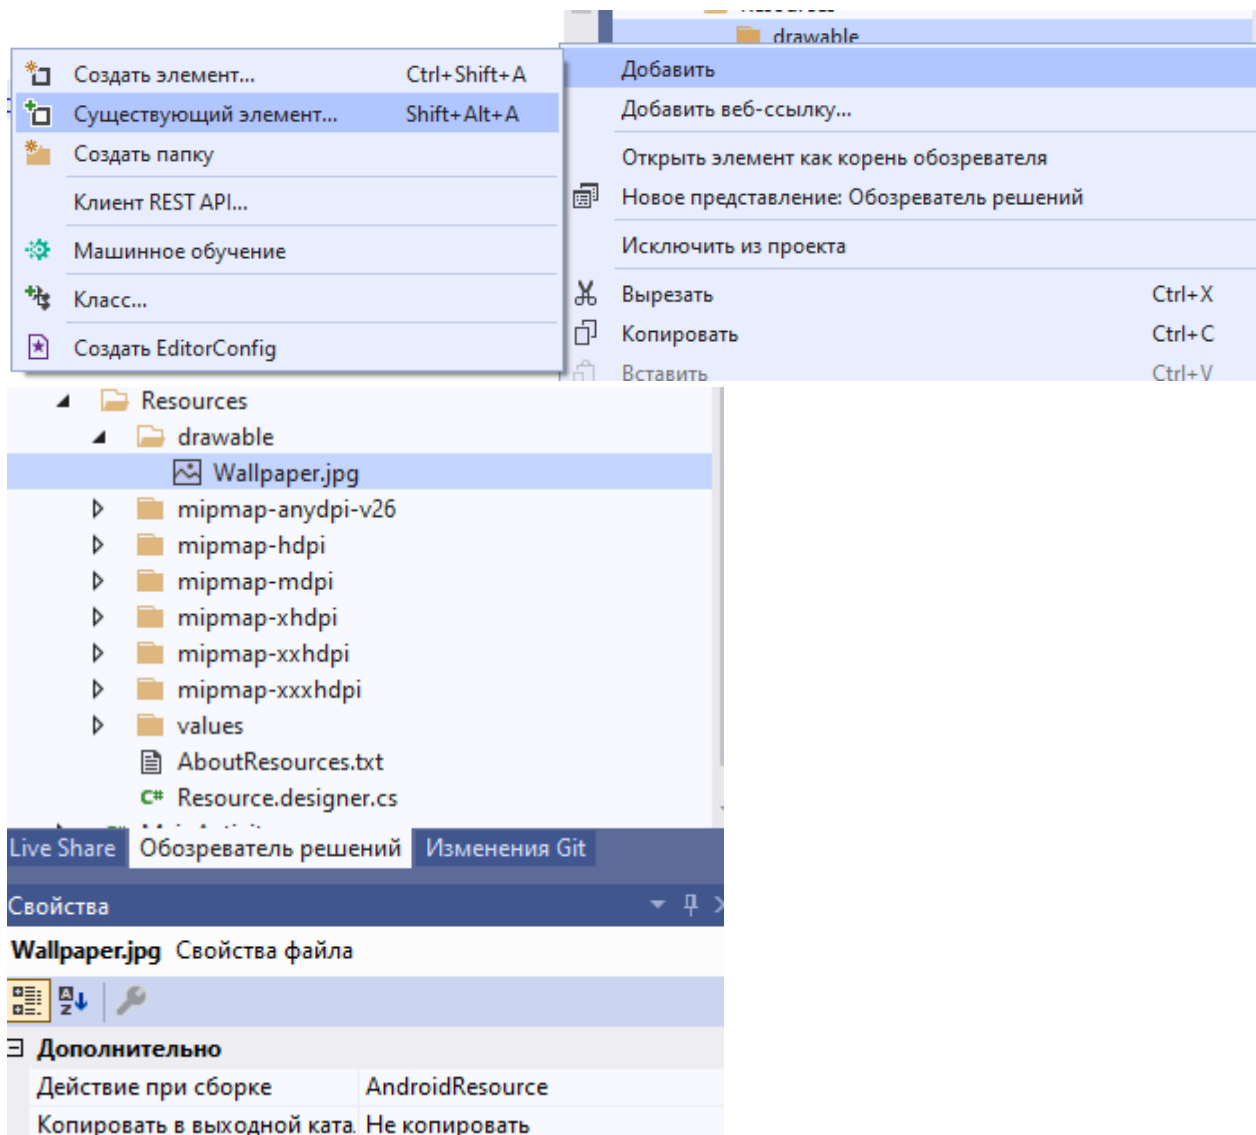 Resources
drawable
Создать элемент... Ctrl+Shift+A
Существующий элемент... Shift+Alt+A
Создать папку
Клиент REST API...
Машинное обучение
Класс...
Создать EditorConfig
Добавить
Добавить веб-ссылку...
Открыть элемент как корень обозревателя
Новое представление: Обозреватель решений
Исключить из проекта
Вырезать Ctrl+X
Копировать Ctrl+C
Вставить Ctrl+V
Resources
drawable
Wallpaper.jpg
mipmap-anydpi-v26
mipmap-hdpi
mipmap-mdpi
mipmap-xhdpi
mipmap-xxhdpi
mipmap-xxxhdpi
values
AboutResources.txt
C# Resource.designer.cs
Live Share Обозреватель решений Изменения Git
Свойства
Wallpaper.jpg Свойства файла
Дополнительно
Действие при сборке AndroidResource
Копировать в выходной ката. Не копировать